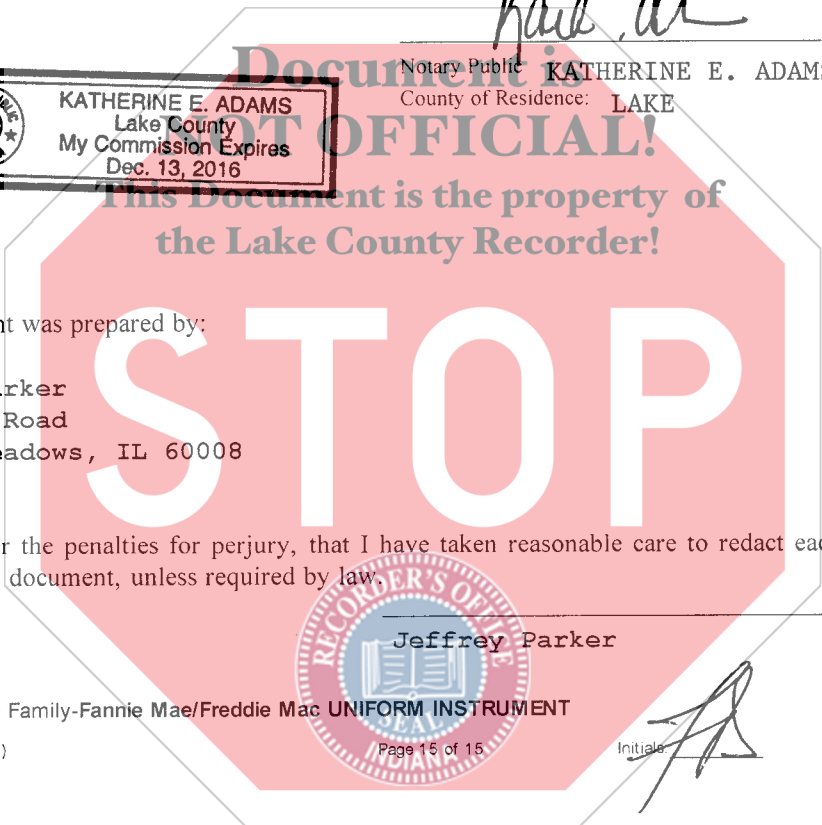 Document is
Notary Public KATHERINE E. ADAMS
KATHERINE E. ADAMS
County of Residence: LAKE
Lake County
NOT OFFICIAL!
My Commission Expires
Dec. 13, 2016
This Document is the property of
the Lake County Recorder!
nt was prepared by:
STOP
rker
Road
eadows, IL 60008
r the penalties for perjury, that I have taken reasonable care to redact eac
document, unless required by law.
RECORDER'S OFFICE
Jeffrey Parker
Family-Fannie Mae/Freddie Mac UNIFORM INSTRUMENT
SEAL
INDIANA
) Page 15 of 15 Initials: